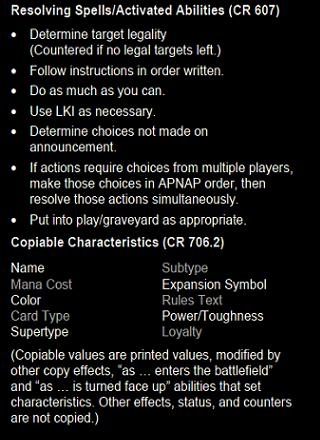 Resolving Spells/Activated Abilities (CR 607)
• Determine target legality
(Countered if no legal targets left.)
• Follow instructions in order written.
• Do as much as you can.
• Use LKI as necessary.
• Determine choices not made on
announcement.
• If actions require choices from multiple players,
make those choices in APNAP order, then
resolve those actions simultaneously.
• Put into play/graveyard as appropriate.
Copiable Characteristics (CR 706.2)
Name Subtype
Mana Cost Expansion Symbol
Color Rules Text
Card Type Power/Toughness
Supertype Loyalty
(Copiable values are printed values, modified by
other copy effects, “as ... enters the battlefield”
and “as ... is turned face up” abilities that set
characteristics. Other effects, status, and counters
are not copied.)